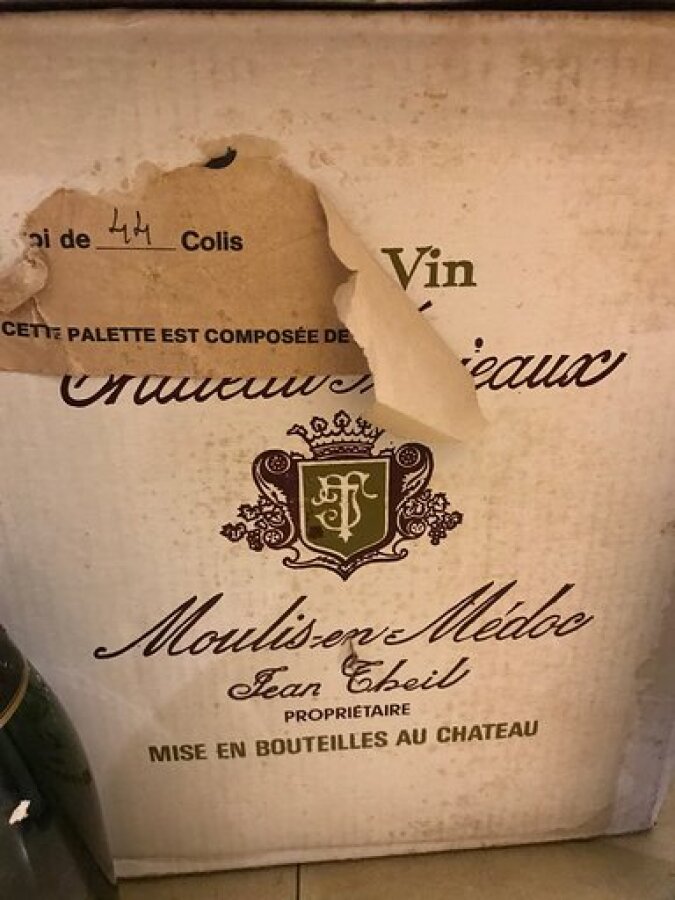 de 44 Colis
Vin
CETTE PALETTE EST COMPOSÉE DE
Château
Moulis-en-Médoc
Jean Theil
PROPRIÉTAIRE
MISE EN BOUTEILLES AU CHATEAU